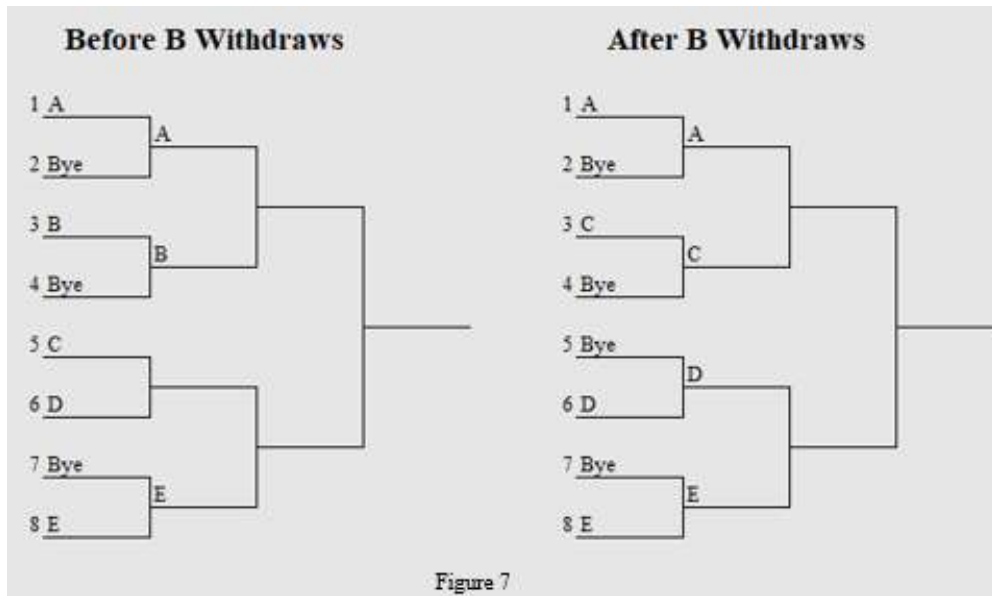 Before B Withdraws
1 A
A
2 Bye
3 B
B
4 Bye
5 C
6 D
7 Bye
E
8 E
After B Withdraws
1 A
A
2 Bye
3 C
C
4 Bye
5 Bye
D
6 D
7 Bye
E
8 E
Figure 7